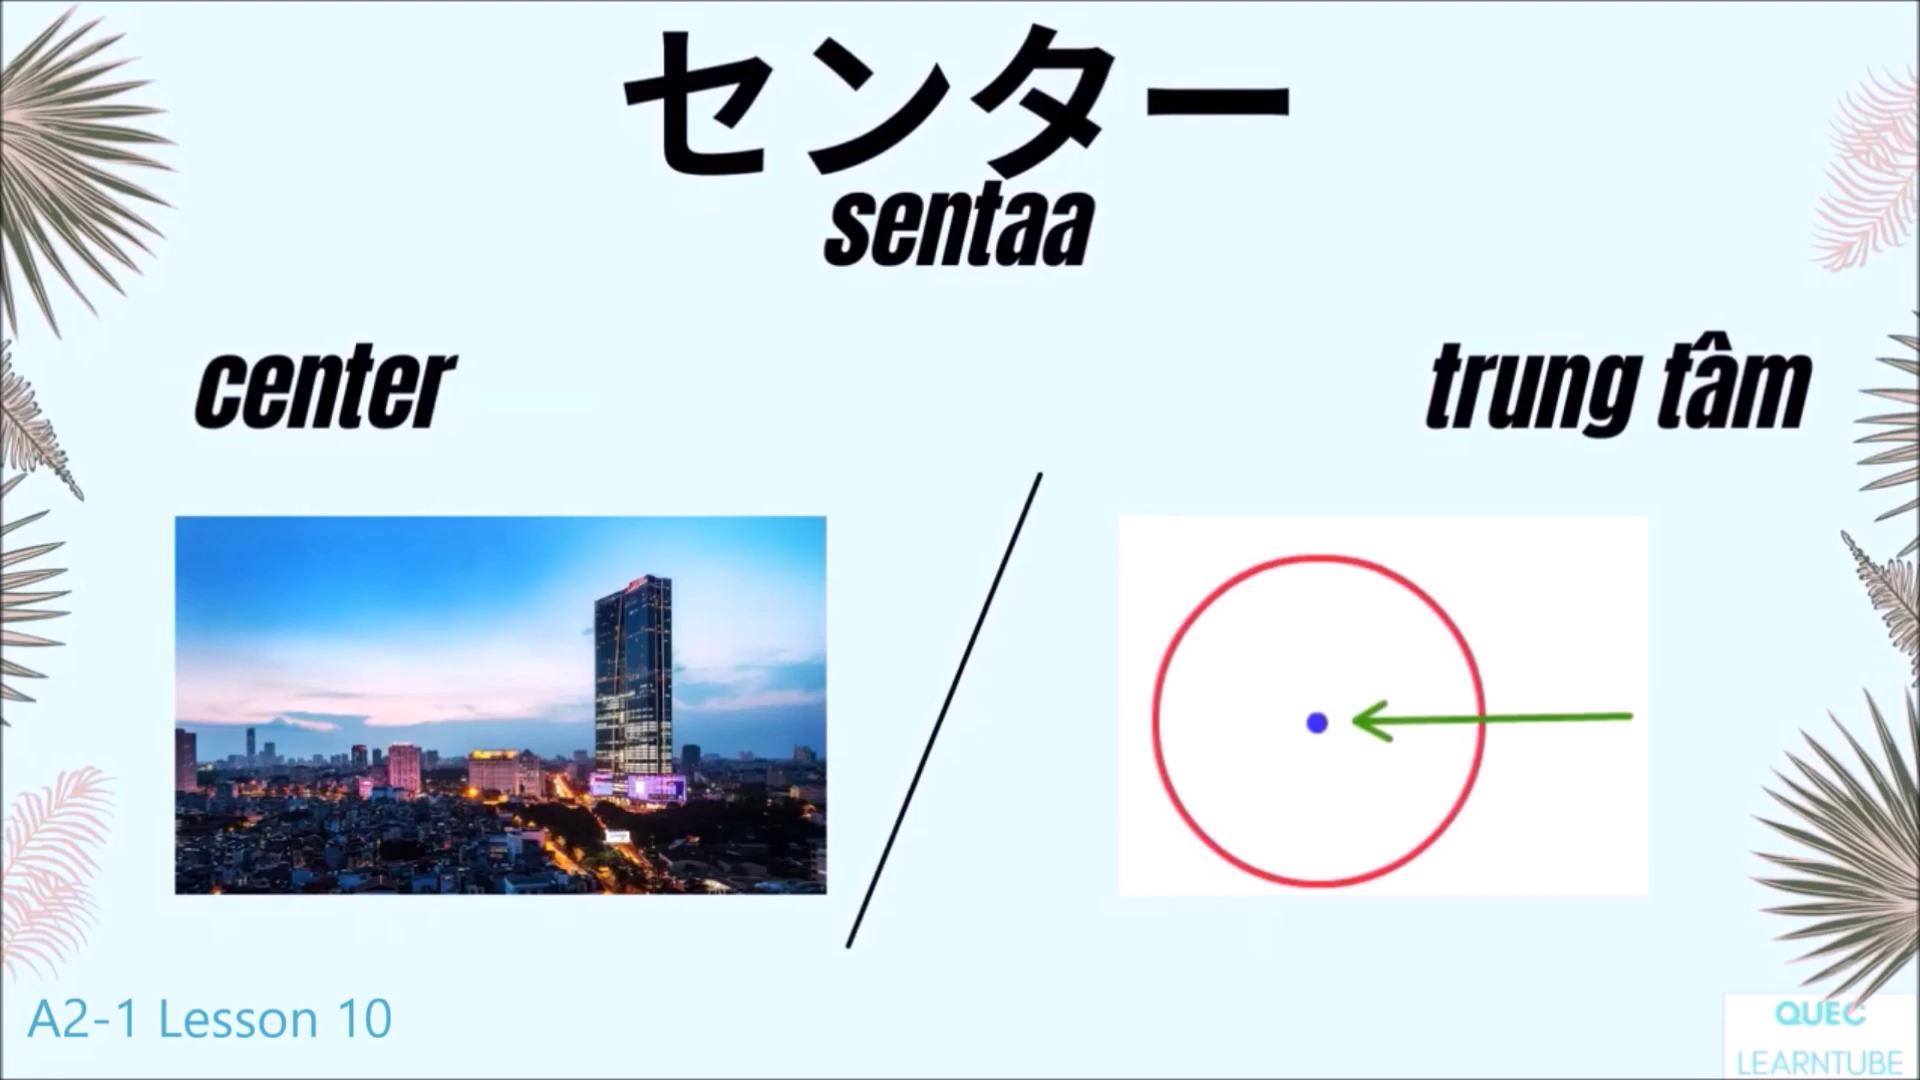 センター
sentaa
center
trung tâm
A2-1 Lesson 10
QUEC
LEARNTUBE